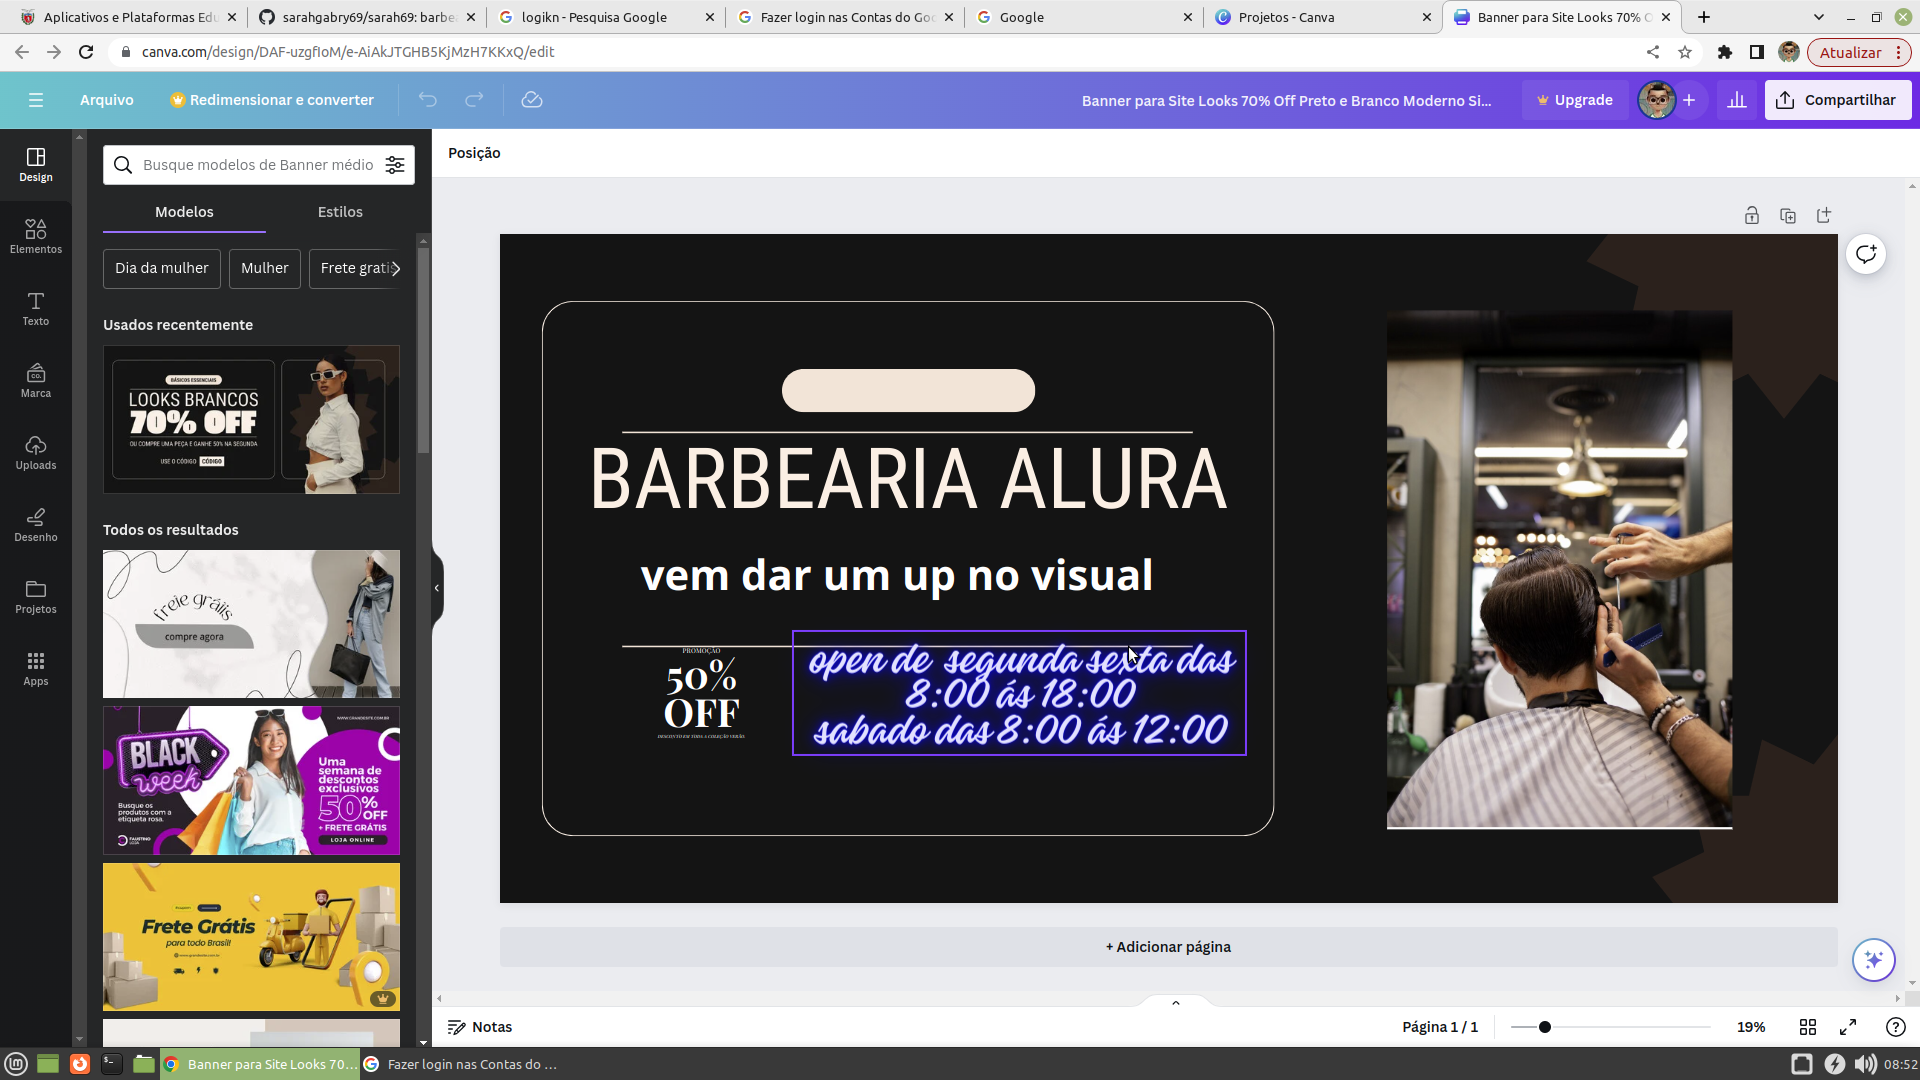 Aplicativos e Plataformas Edu
sarahgabry69/sarah69: barbe
logikn - Pesquisa Google
Fazer login nas Contas do Goo
Google
Projetos - Canva
Banner para Site Looks 70% O
canva.com/design/DAF-uzgfIoM/e-AiAkJTGHB5KjMzH7KKxQ/edit
Atualizar
Arquivo
Redimensionar e converter
Banner para Site Looks 70% Off Preto e Branco Moderno Si...
Upgrade
Compartilhar
Design
Elementos
Texto
Marca
Uploads
Desenho
Projetos
Apps
Busque modelos de Banner médio
Modelos
Estilos
Dia da mulher
Mulher
Frete gratis
Usados recentemente
BÁSICOS ESSENCIAIS
LOOKS BRANCOS
70% OFF
OU COMPRE UMA PEÇA E GANHE 50% NA SEGUNDA
USE O CÓDIGO CÓDIGO
Todos os resultados
frete grátis
compre agora
BLACK
week
Busque os
produtos com a
etiqueta rosa.
Uma
semana de
descontos
exclusivos
50%
OFF
+ FRETE GRÁTIS
LOJA ONLINE
Frete Grátis
para todo Brasil!
Posição
BARBEARIA ALURA
vem dar um up no visual
PROMOÇÃO
50%
OFF
DESCONTO EM TODA A COLEÇÃO VERÃO.
open de segunda sexta das
8:00 ás 18:00
sabado das 8:00 ás 12:00
+ Adicionar página
Notas
Página 1 / 1
19%
Banner para Site Looks 70...
Fazer login nas Contas do ...
08:52